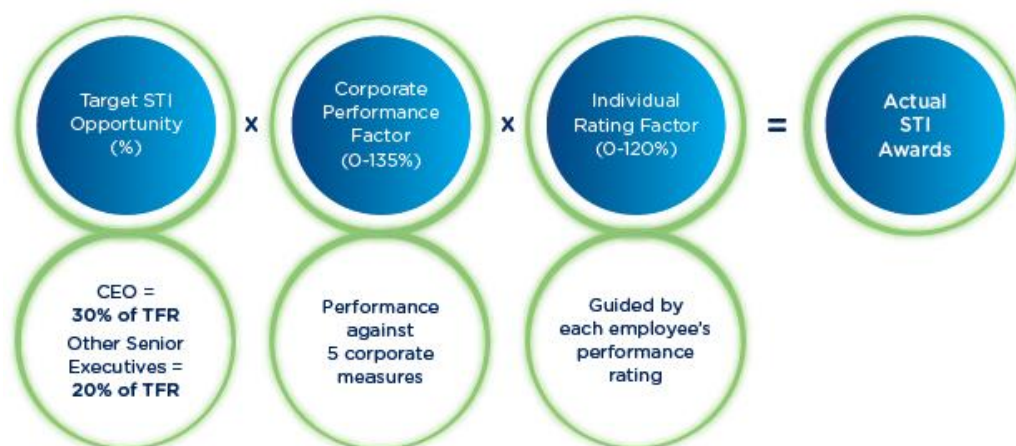 Target STI
Opportunity
(%)
x
Corporate
Performance
Factor
(0-135%)
x
Individual
Rating Factor
(0-120%)
=
Actual
STI
Awards
CEO =
30% of TFR
Other Senior
Executives =
20% of TFR
Performance
against
5 corporate
measures
Guided by
each employee's
performance
rating